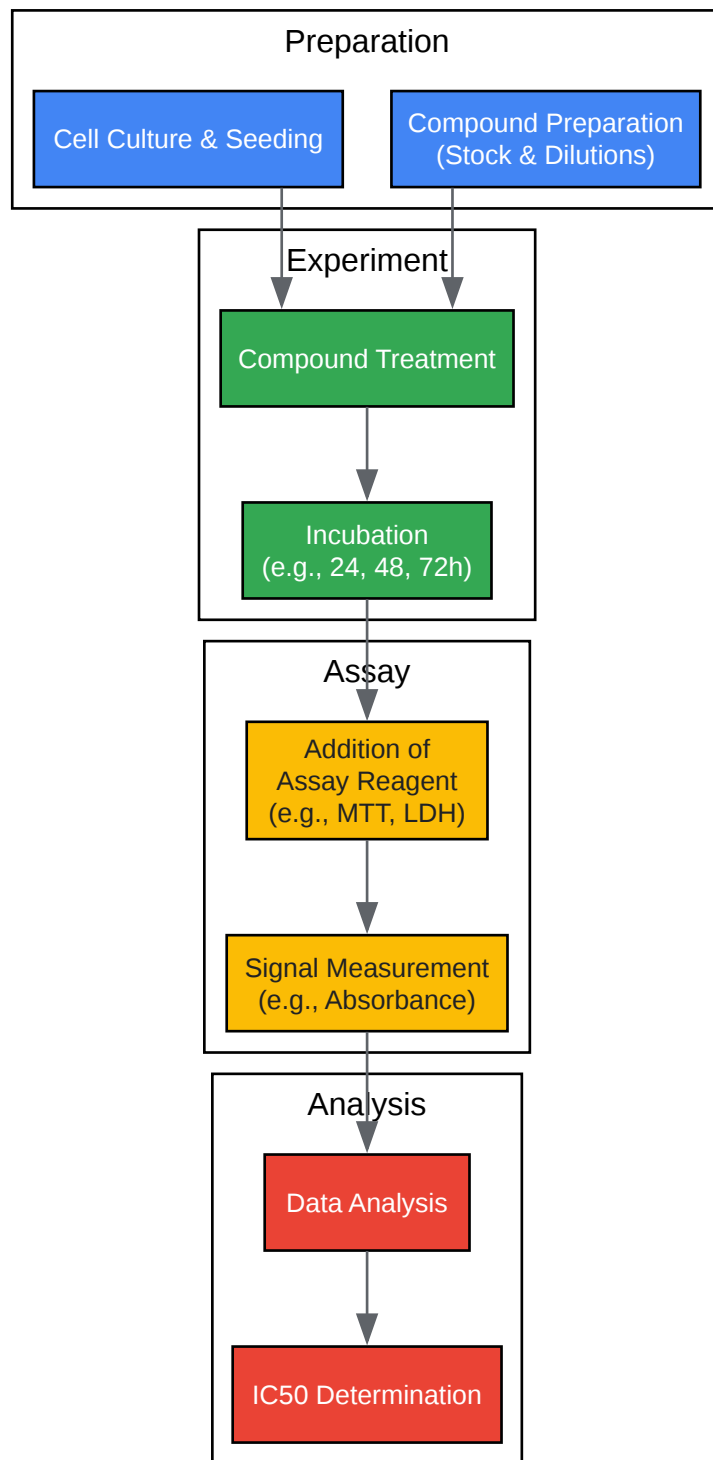 Preparation
Cell Culture & Seeding
Compound Preparation
(Stock & Dilutions)
Experiment
Compound Treatment
Incubation
(e.g., 24, 48, 72h)
Assay
Addition of
Assay Reagent
(e.g., MTT, LDH)
Signal Measurement
(e.g., Absorbance)
Analysis
Data Analysis
IC50 Determination